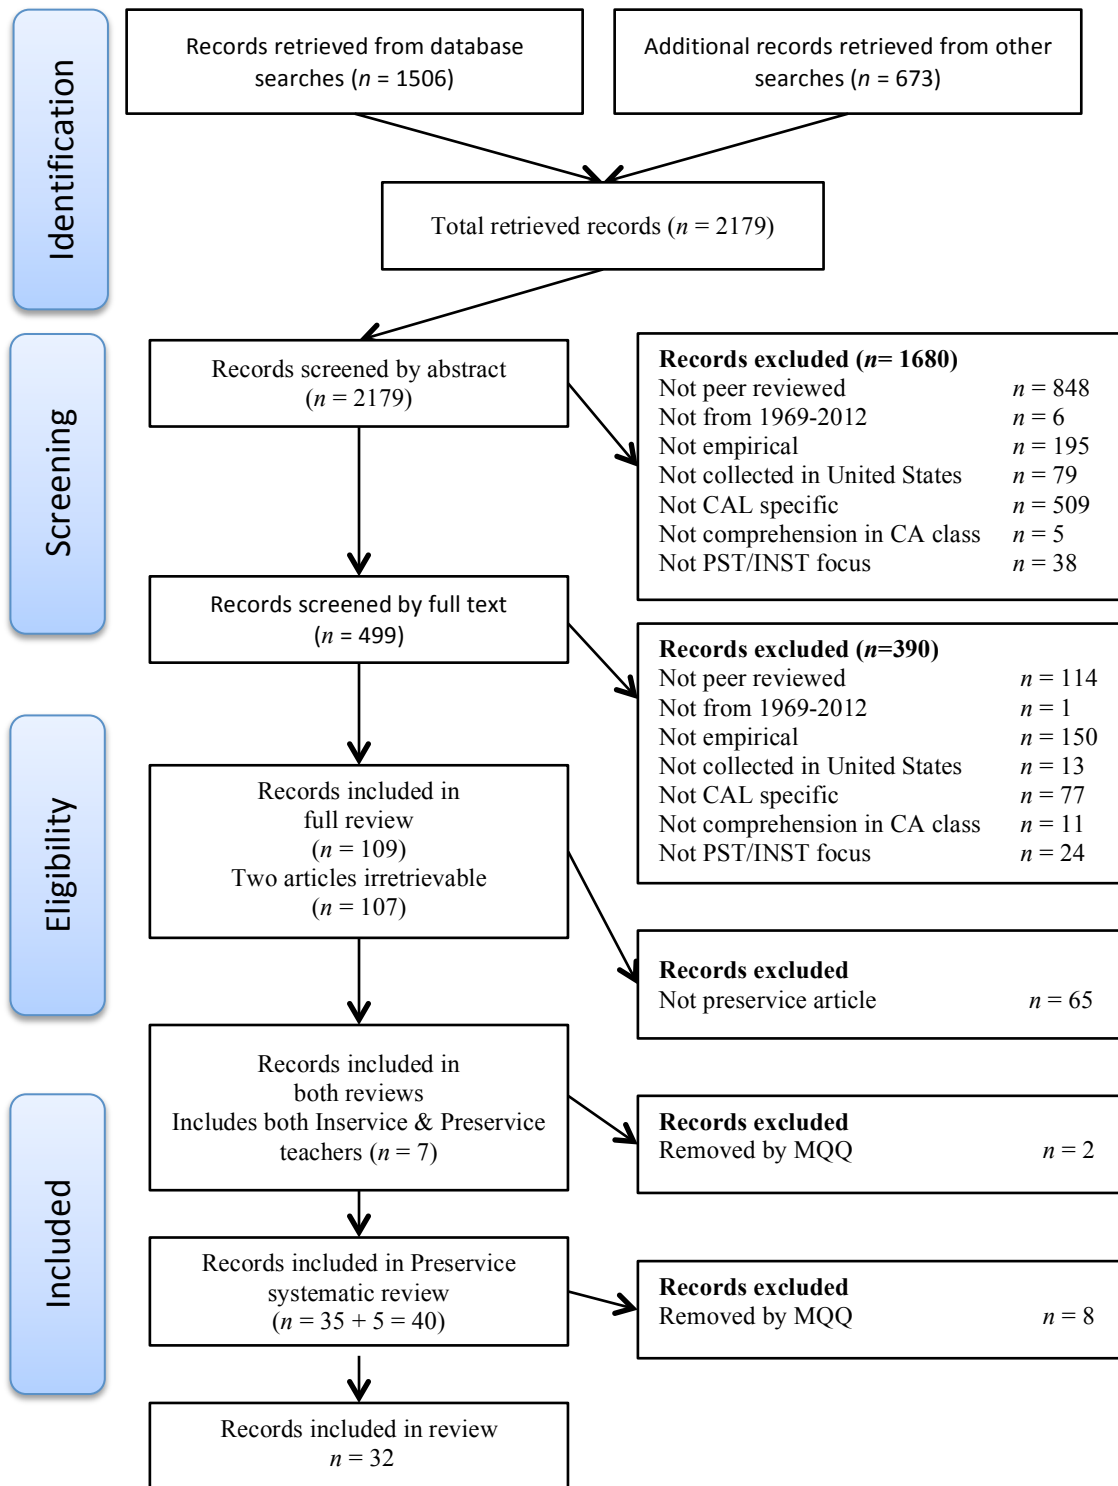 Identification
Records retrieved from database
searches (n = 1506)
Additional records retrieved from other
searches (n = 673)
Total retrieved records (n = 2179)
Screening
Records screened by abstract
(n = 2179)
Records excluded (n= 1680)
Not peer reviewed n = 848
Not from 1969-2012 n = 6
Not empirical n = 195
Not collected in United States n = 79
Not CAL specific n = 509
Not comprehension in CA class n = 5
Not PST/INST focus n = 38
Records screened by full text
(n = 499)
Records excluded (n=390)
Not peer reviewed n = 114
Not from 1969-2012 n = 1
Not empirical n = 150
Not collected in United States n = 13
Not CAL specific n = 77
Not comprehension in CA class n = 11
Not PST/INST focus n = 24
Eligibility
Records included in
full review
(n = 109)
Two articles irretrievable
(n = 107)
Records excluded
Not preservice article n = 65
Records included in
both reviews
Includes both Inservice & Preservice
teachers (n = 7)
Records excluded
Removed by MQQ n = 2
Included
Records included in Preservice
systematic review
(n = 35 + 5 = 40)
Records excluded
Removed by MQQ n = 8
Records included in review
n = 32